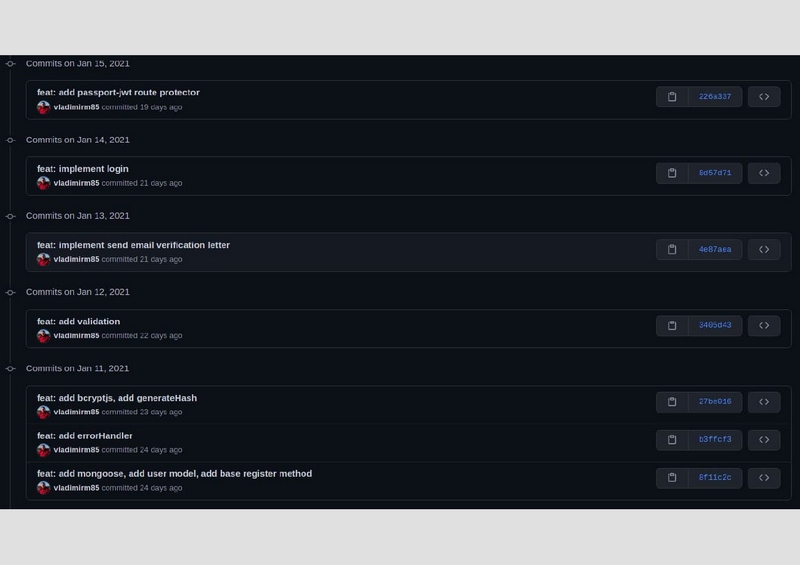 Commits on Jan 15, 2021
feat: add passport-jwt route protector
226a337
vladimirm85 committed 19 days ago
Commits on Jan 14, 2021
feat: implement login
6d57d71
vladimirm85 committed 21 days ago
Commits on Jan 13, 2021
feat: implement send email verification letter
4e87aea
vladimirm85 committed 21 days ago
Commits on Jan 12, 2021
feat: add validation
3405d43
vladimirm85 committed 22 days ago
Commits on Jan 11, 2021
feat: add bcryptjs, add generateHash
27be016
vladimirm85 committed 23 days ago
feat: add errorHandler
b3ffcf3
vladimirm85 committed 24 days ago
feat: add mongoose, add user model, add base register method
8f11c2c
vladimirm85 committed 24 days ago